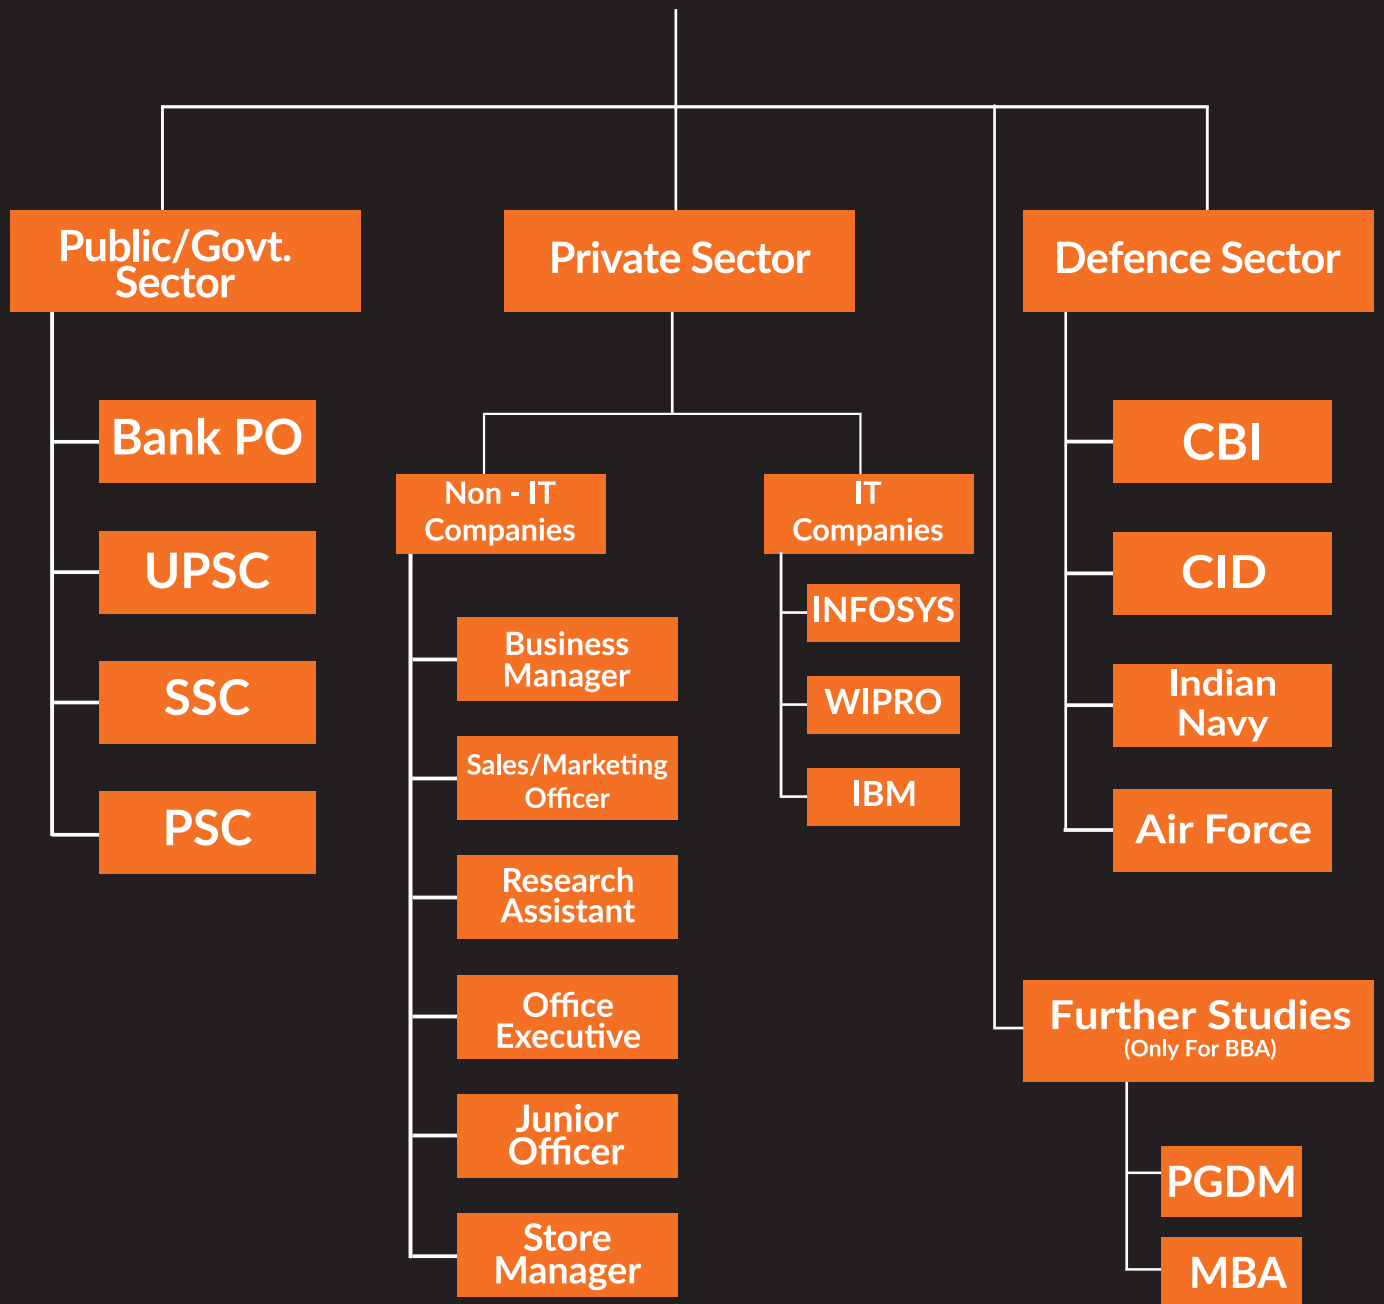 Public/Govt.
Sector
Bank PO
UPSC
SSC
PSC
Private Sector
Non - IT
Companies
Business
Manager
Sales/Marketing
Officer
Research
Assistant
Office
Executive
Junior
Officer
Store
Manager
IT
Companies
INFOSYS
WIPRO
IBM
Defence Sector
CBI
CID
Indian
Navy
Air Force
Further Studies
(Only For BBA)
PGDM
MBA